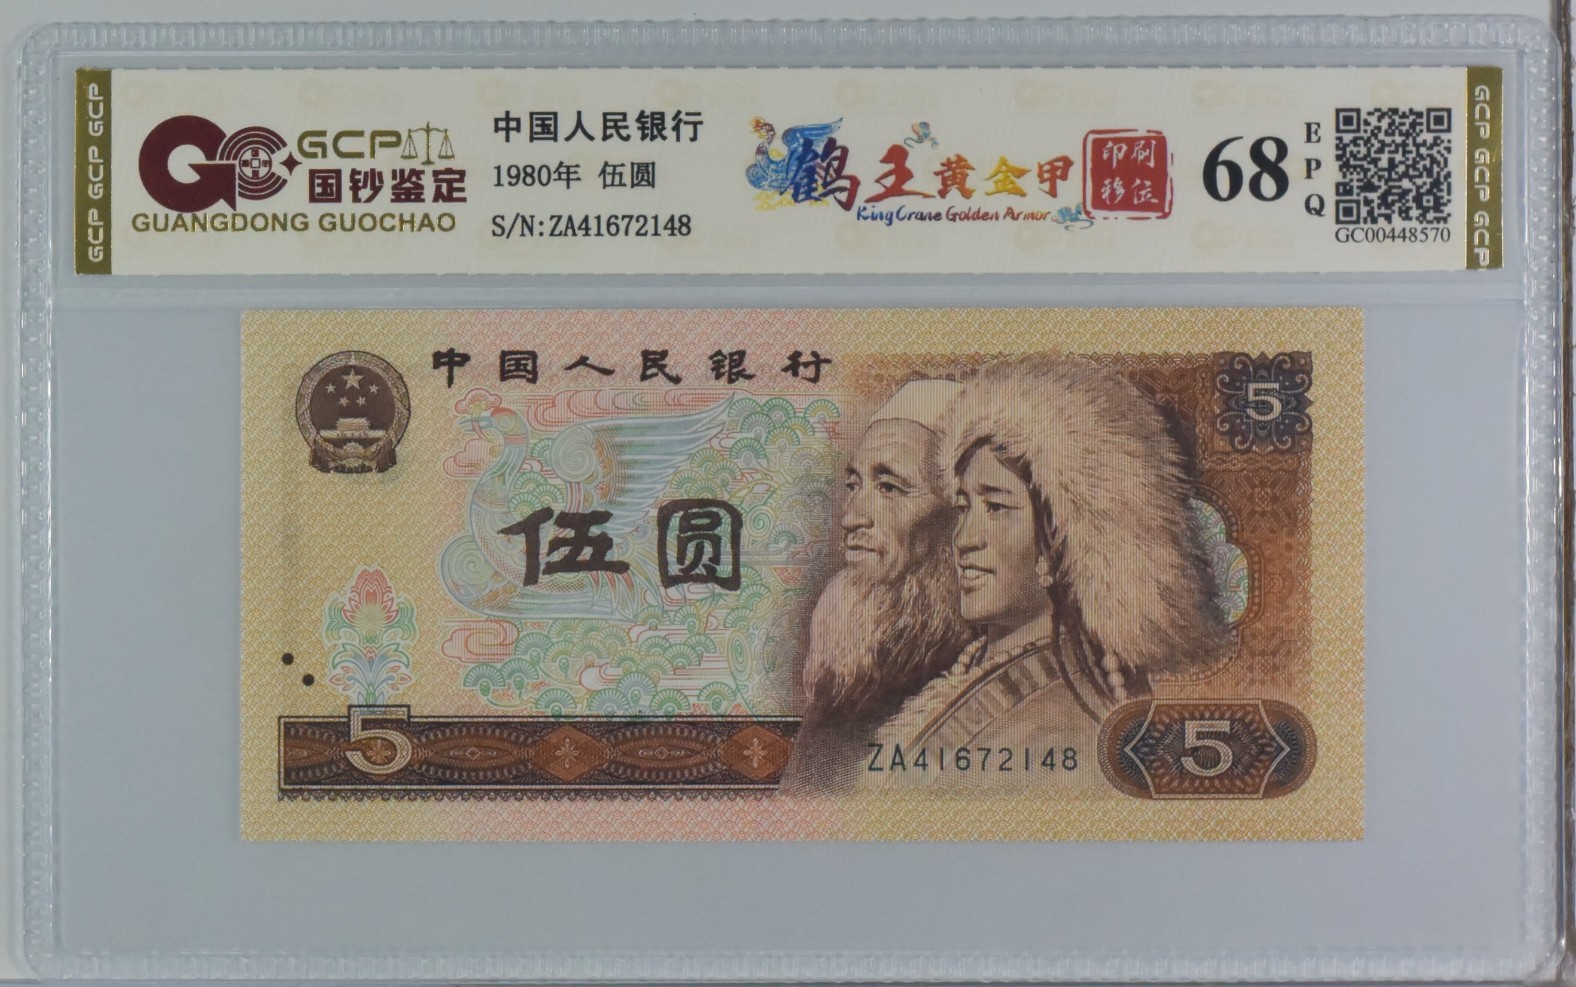 GCP GCP GCP
GCP
国钞鉴定
GUANGDONG GUOCHAO
中国人民银行
1980年 伍圆
S/N:ZA41672148
鹤王黄金甲
King Crane Golden Armor
印刷
移位
68
EPQ
GC00448570
GCP GCP GCP
中国人民银行
5
伍圆
5
ZA41672148
5